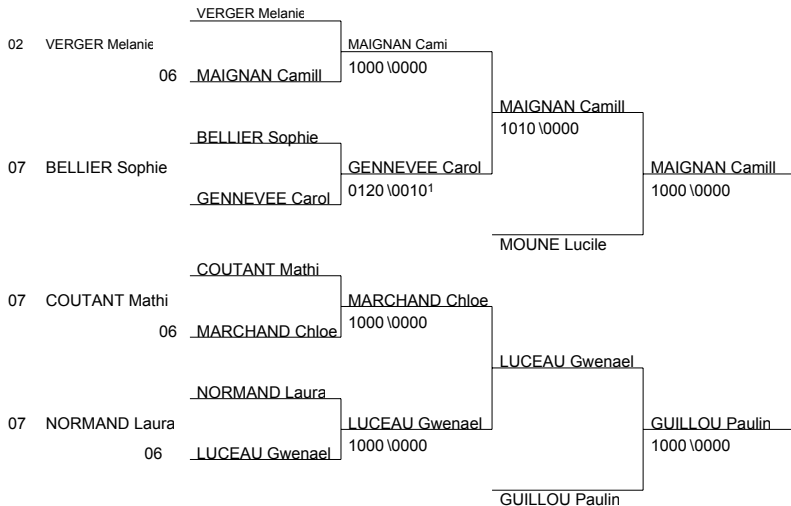 VERGER Melanie
02 VERGER Melanie
MAIGNAN Cami
1000 \0000
06 MAIGNAN Camill
MAIGNAN Camill
1010 \0000
BELLIER Sophie
07 BELLIER Sophie
GENNEVEE Carol
0120 \0010¹
MAIGNAN Camill
1000 \0000
GENNEVEE Carol
MOUNE Lucile
COUTANT Mathi
07 COUTANT Mathi
MARCHAND Chloe
1000 \0000
06 MARCHAND Chloe
LUCEAU Gwenael
NORMAND Laura
07 NORMAND Laura
LUCEAU Gwenael
1000 \0000
GUILLOU Paulin
1000 \0000
06 LUCEAU Gwenael
GUILLOU Paulin